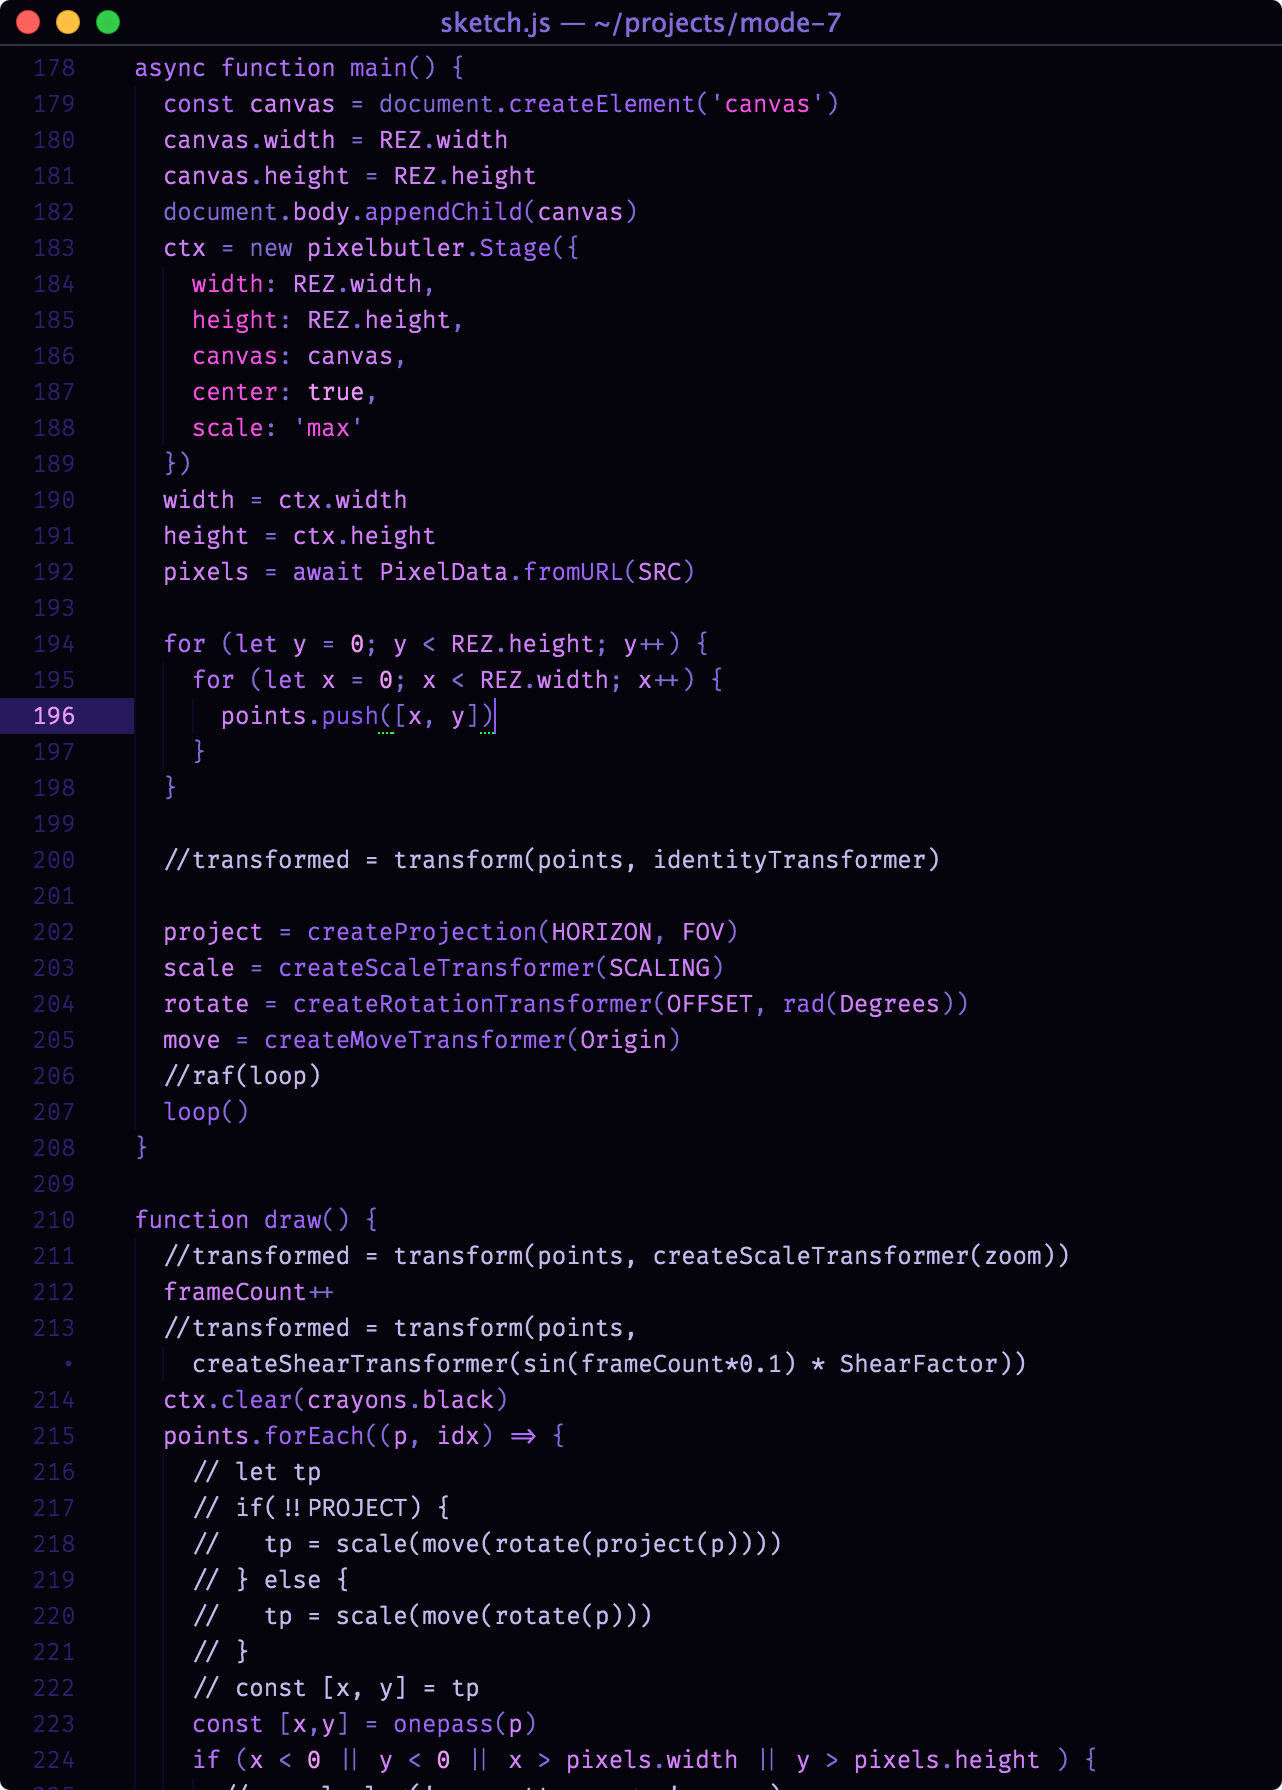 sketch.js — ~/projects/mode-7
178 async function main() {
179 const canvas = document.createElement('canvas')
180 canvas.width = REZ.width
181 canvas.height = REZ.height
182 document.body.appendChild(canvas)
183 ctx = new pixelbutler.Stage({
184 width: REZ.width,
185 height: REZ.height,
186 canvas: canvas,
187 center: true,
188 scale: 'max'
189 })
190 width = ctx.width
191 height = ctx.height
192 pixels = await PixelData.fromURL(SRC)
193
194 for (let y = 0; y < REZ.height; y++) {
195 for (let x = 0; x < REZ.width; x++) {
196 points.push([x, y])
197 }
198 }
199
200 //transformed = transform(points, identityTransformer)
201
202 project = createProjection(HORIZON, FOV)
203 scale = createScaleTransformer(SCALING)
204 rotate = createRotationTransformer(OFFSET, rad(Degrees))
205 move = createMoveTransformer(Origin)
206 //raf(loop)
207 loop()
208 }
209
210 function draw() {
211 //transformed = transform(points, createScaleTransformer(zoom))
212 frameCount++
213 //transformed = transform(points,
• createShearTransformer(sin(frameCount*0.1) * ShearFactor))
214 ctx.clear(crayons.black)
215 points.forEach((p, idx) => {
216 // let tp
217 // if(!!PROJECT) {
218 // tp = scale(move(rotate(project(p))))
219 // } else {
220 // tp = scale(move(rotate(p)))
221 // }
222 // const [x, y] = tp
223 const [x,y] = onepass(p)
224 if (x < 0 || y < 0 || x > pixels.width || y > pixels.height ) {